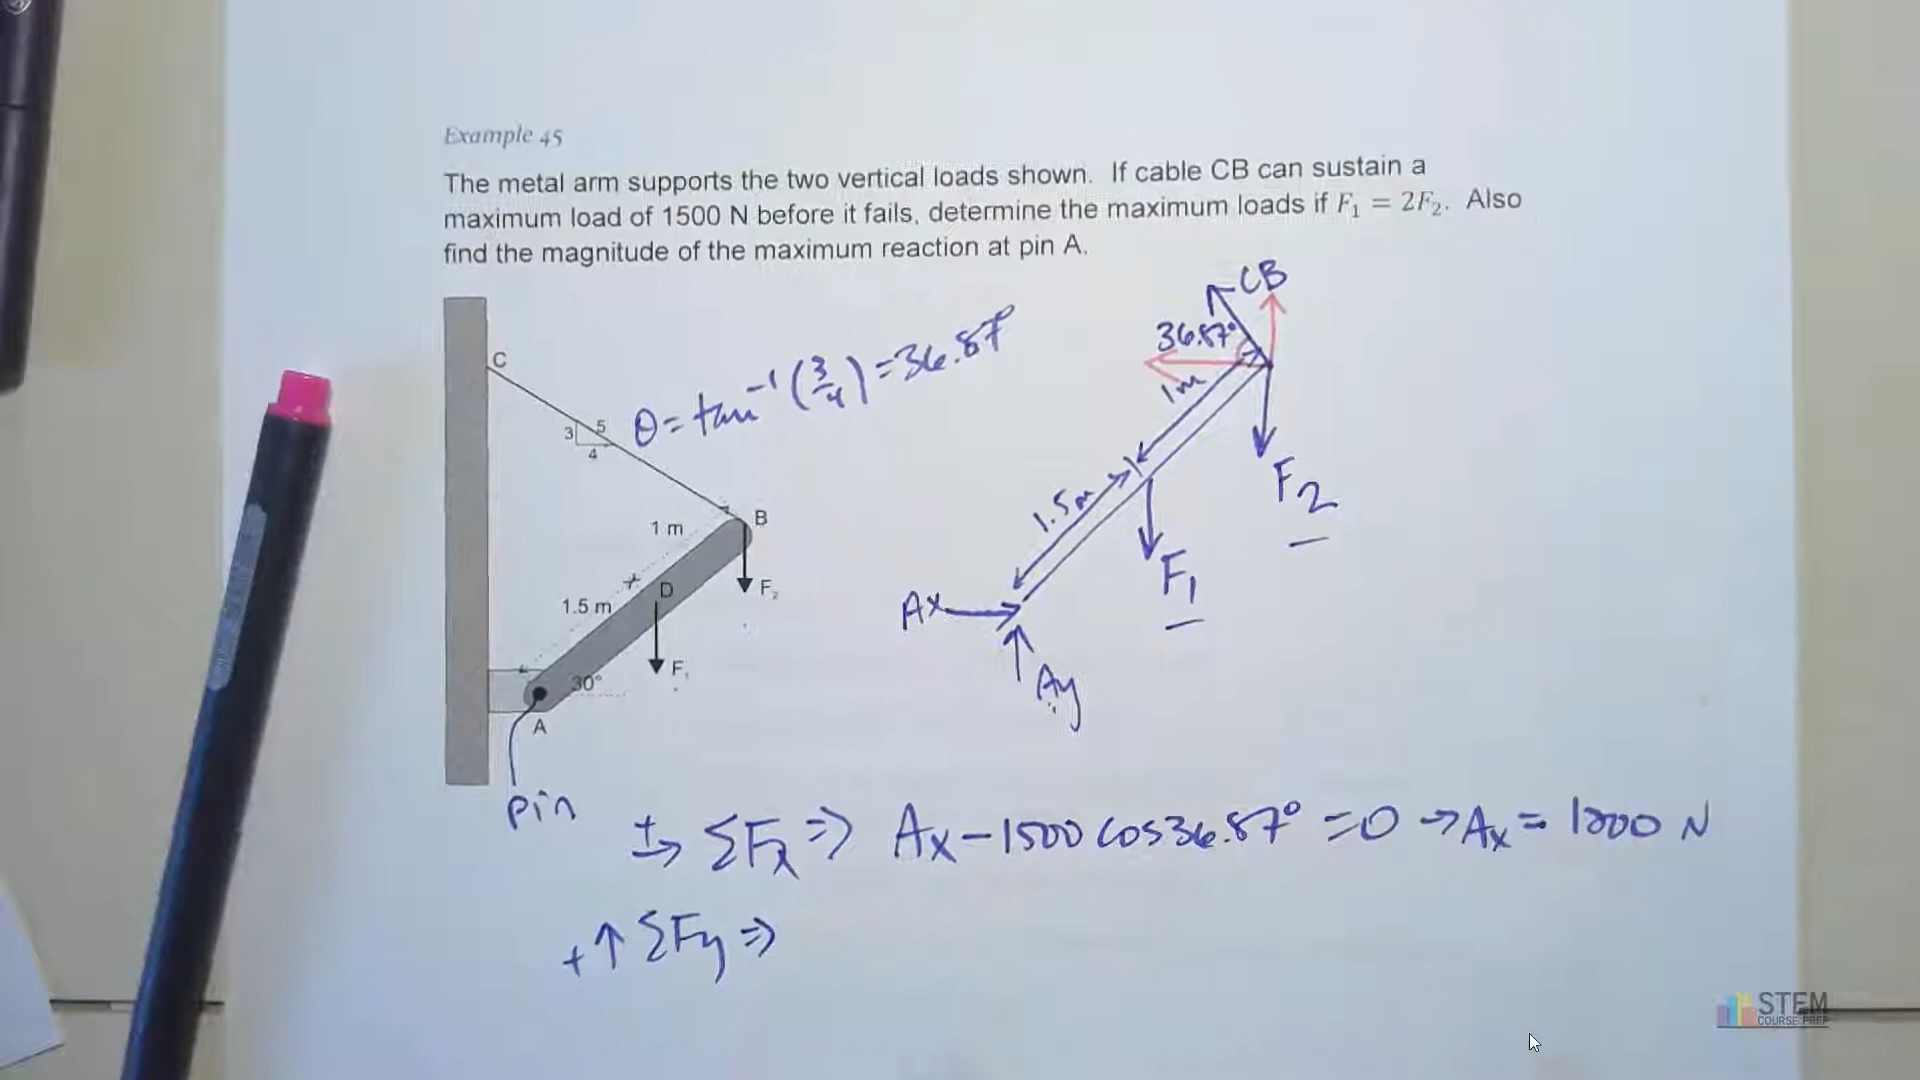 Example 45
The metal arm supports the two vertical loads shown. If cable CB can sustain a
maximum load of 1500 N before it fails, determine the maximum loads if F₁ = 2F₂. Also
find the magnitude of the maximum reaction at pin A.
CB
36.87°
C
θ = tan⁻¹(3/4) = 36.87°
1m
3 5
4
F₂
1.5m
1 m
B
D
F₂
1.5 m
F₁
Ax
F₁
30°
Ay
A
pin
+→ ΣFx ⇒ Ax - 1500 cos36.87° = 0 → Ax = 1200 N
+↑ ΣFy ⇒
STEM
COURSE PREP